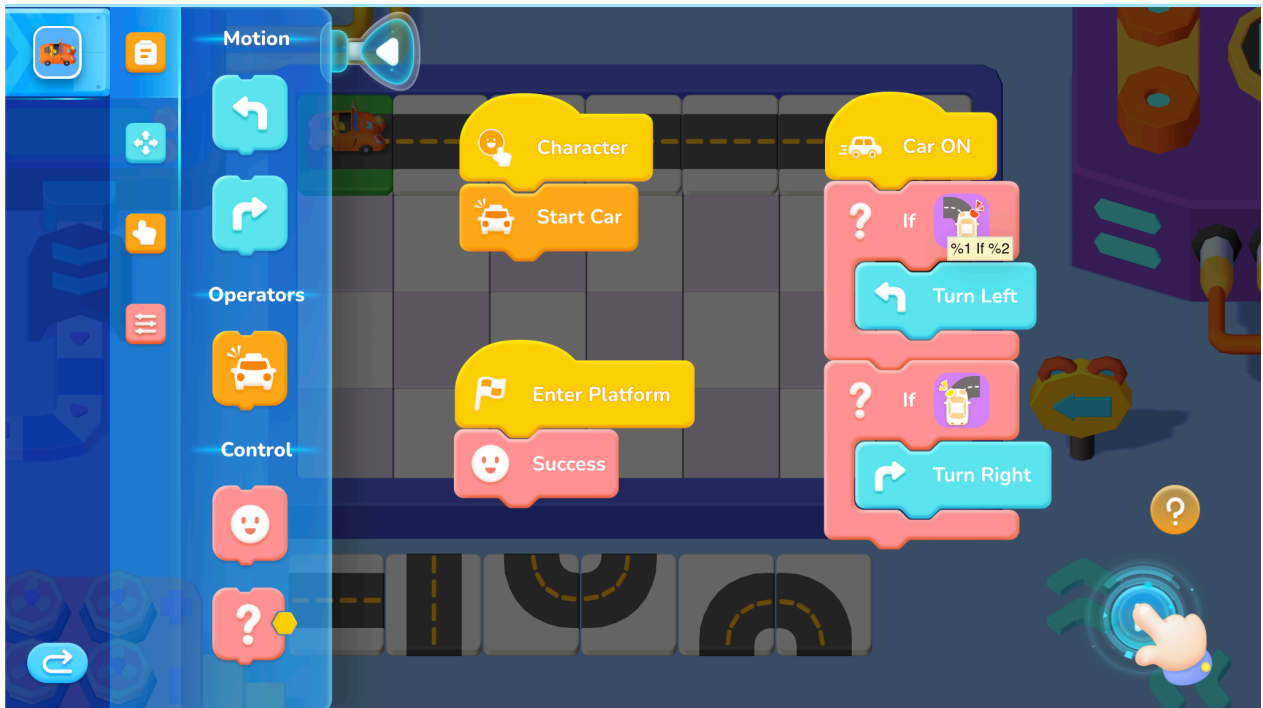 Motion
Operators
Control
Character
Start Car
Enter Platform
Success
Car ON
If
%1 If %2
Turn Left
If
Turn Right